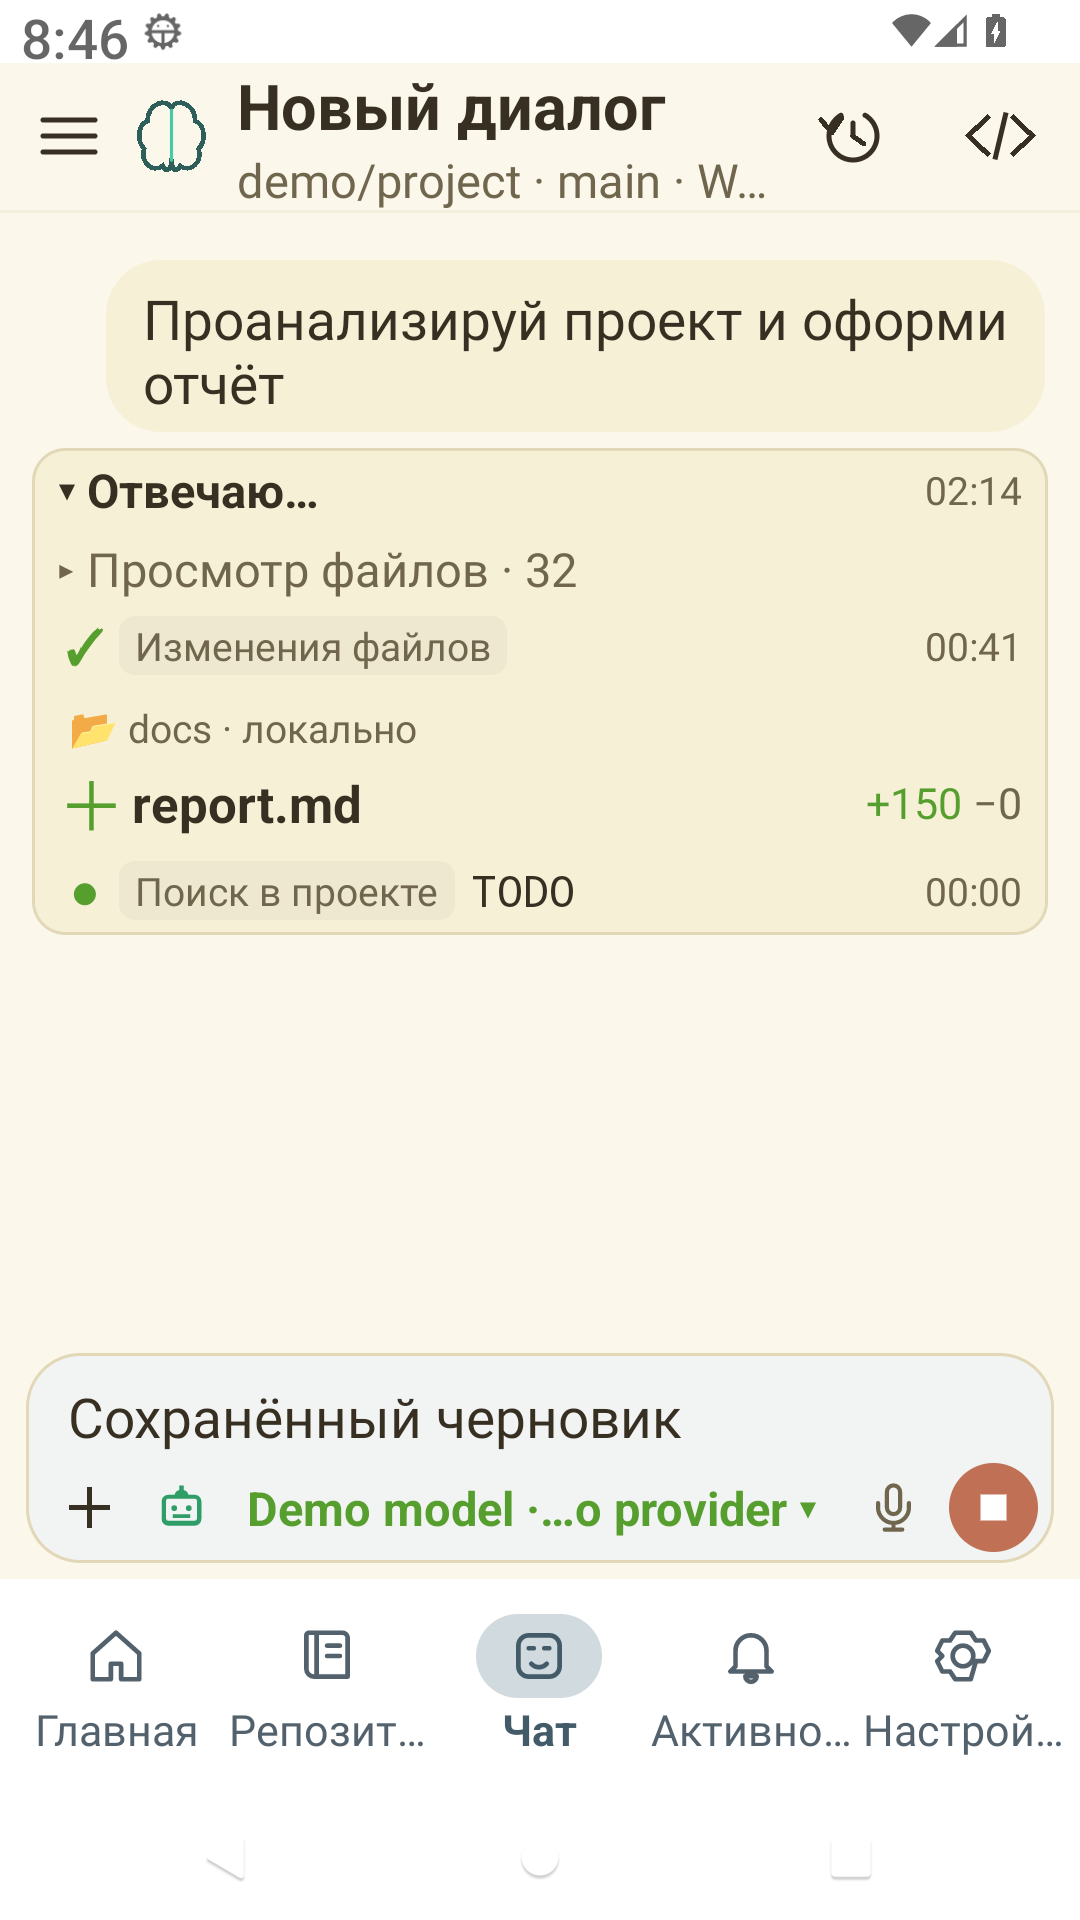 8:46
Новый диалог
demo/project · main · W…
Проанализируй проект и оформи
отчёт
▾ Отвечаю… 02:14
▸ Просмотр файлов · 32
✓ Изменения файлов 00:41
docs · локально
+ report.md +150 −0
● Поиск в проекте TODO 00:00
Сохранённый черновик
Demo model ·…o provider ▾
Главная Репозит… Чат Активно… Настрой…